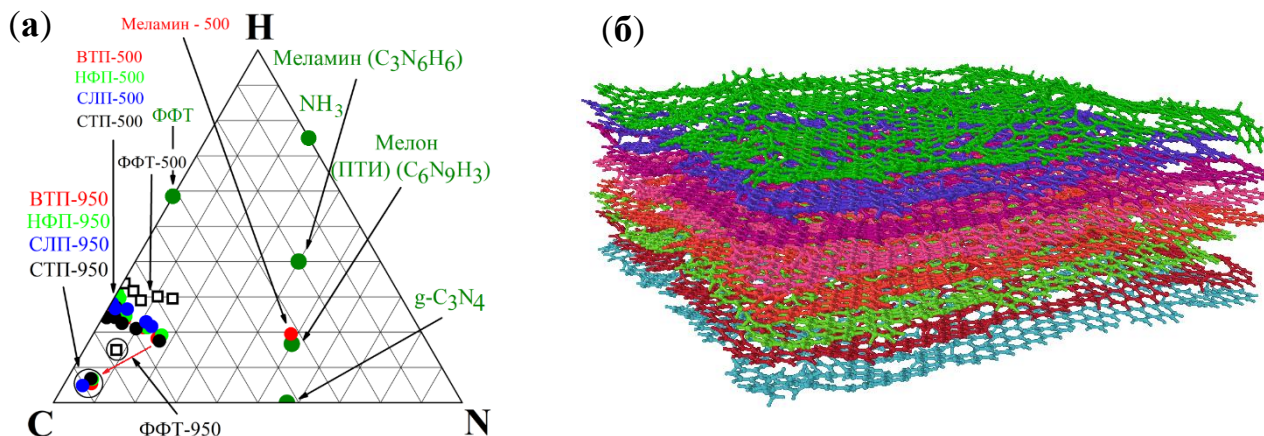 (а)
Меламин - 500
H
(б)
ВТП-500
НФП-500
СЛП-500
СТП-500
ФФТ
Меламин (C3N6H6)
NH3
Мелон
(ПТИ) (C6N9H3)
ФФТ-500
ВТП-950
НФП-950
СЛП-950
СТП-950
g-C3N4
C
N
ФФТ-950